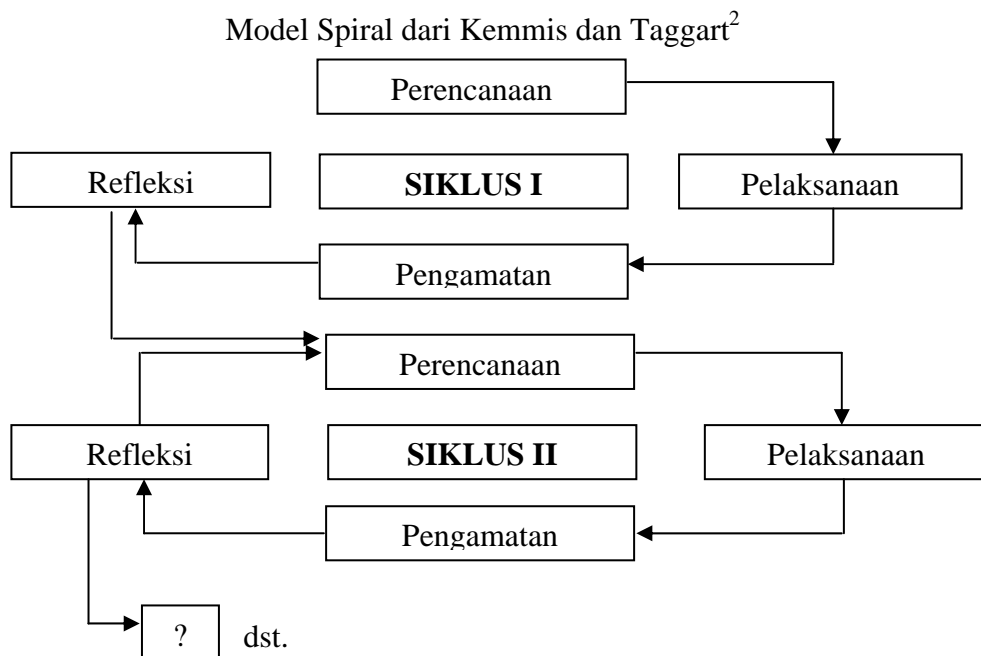 Model Spiral dari Kemmis dan Taggart²
Perencanaan
Refleksi
SIKLUS I
Pelaksanaan
Pengamatan
Perencanaan
Refleksi
SIKLUS II
Pelaksanaan
Pengamatan
? dst.